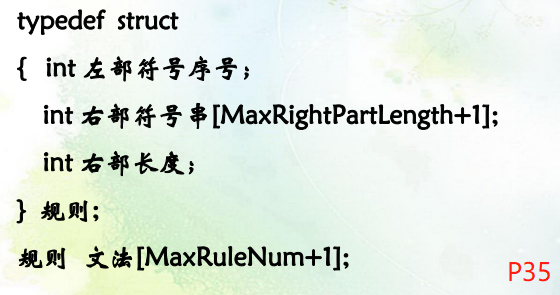 typedef struct
{ int 左部符号序号;
int 右部符号串[MaxRightPartLength+1];
int 右部长度;
} 规则;
规则 文法[MaxRuleNum+1];
P35